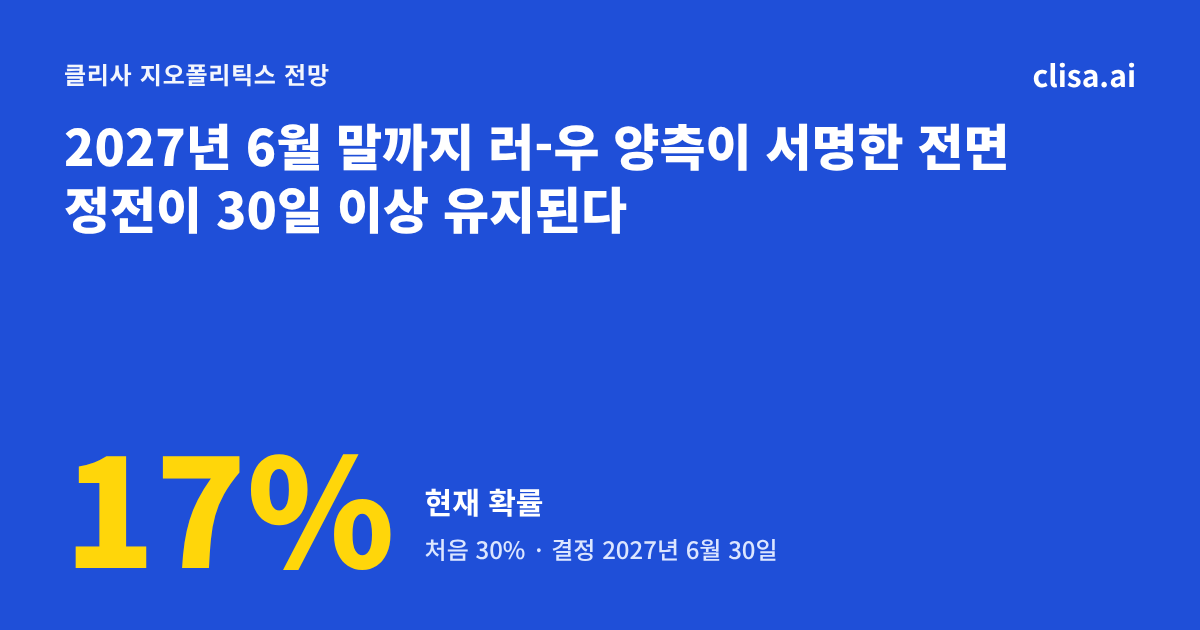 클리사 지오폴리틱스 전망
clisa.ai
2027년 6월 말까지 러-우 양측이 서명한 전면
정전이 30일 이상 유지된다
17%
현재 확률
처음 30% · 결정 2027년 6월 30일